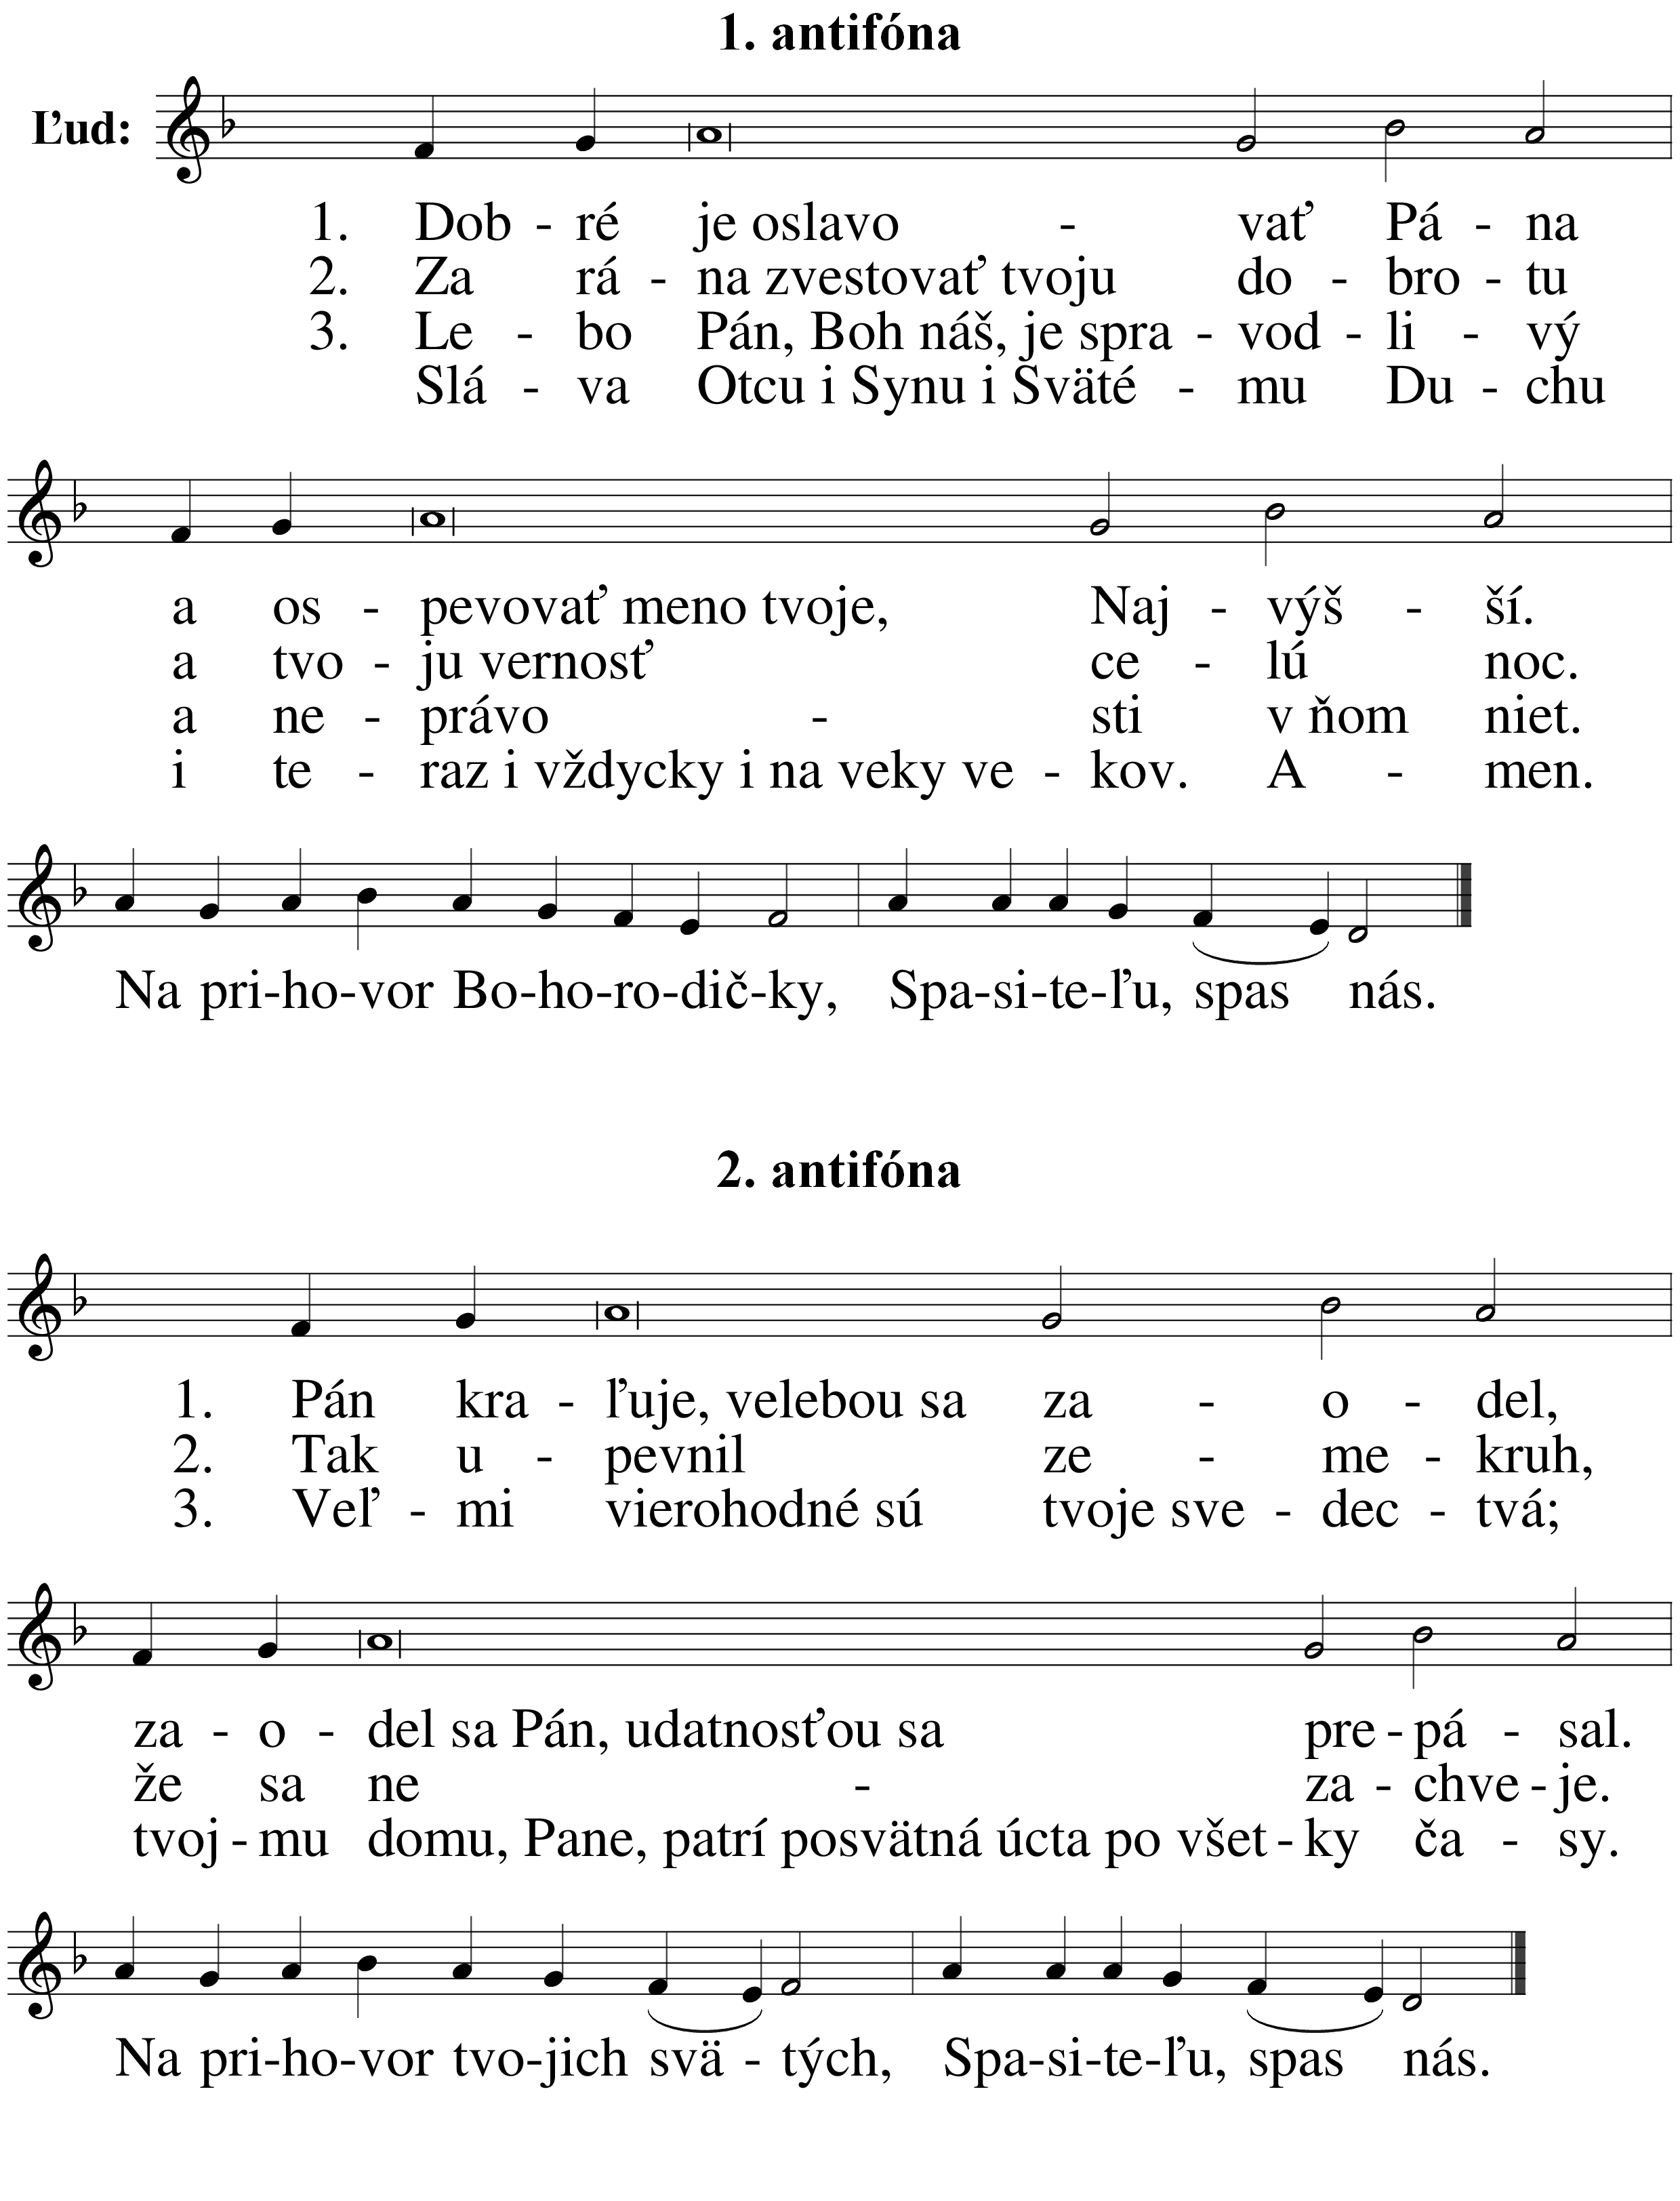 1. antifóna
Ľud:
1. Dob - ré je oslavo - vať Pá - na
2. Za rá - na zvestovať tvoju do - bro - tu
3. Le - bo Pán, Boh náš, je spra - vod - li - vý
Slá - va Otcu i Synu i Sväté - mu Du - chu
a os - pevovať meno tvoje, Naj - výš - ší.
a tvo - ju vernosť ce - lú noc.
a ne - právo - sti v ňom niet.
i te - raz i vždycky i na veky ve - kov. A - men.
Na pri-ho-vor Bo-ho-ro-dič-ky, Spa-si-te-ľu, spas nás.
2. antifóna
1. Pán kra - ľuje, velebou sa za - o - del,
2. Tak u - pevnil ze - me - kruh,
3. Veľ - mi vierohodné sú tvoje sve - dec - tvá;
za - o - del sa Pán, udatnosťou sa pre - pá - sal.
že sa ne - za - chve - je.
tvoj - mu domu, Pane, patrí posvätná úcta po všet - ky ča - sy.
Na pri-ho-vor tvo-jich svä - tých, Spa-si-te-ľu, spas nás.